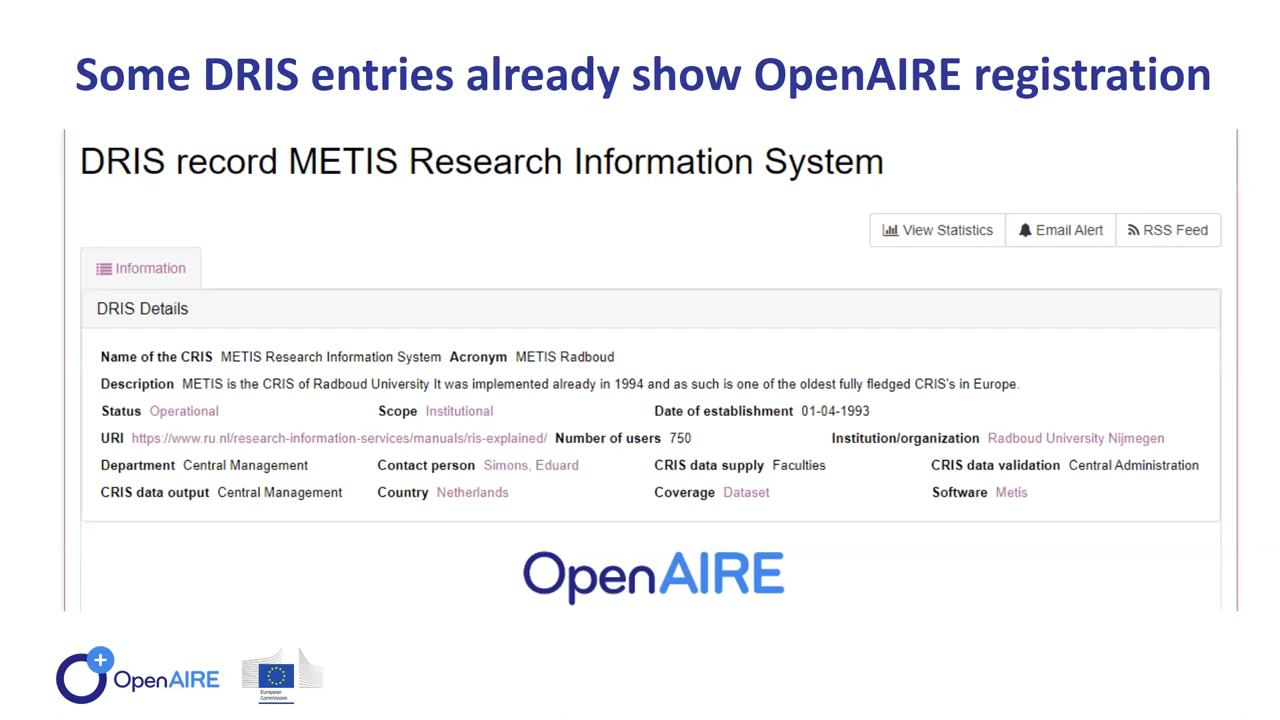 Some DRIS entries already show OpenAIRE registration
DRIS record METIS Research Information System
View Statistics Email Alert RSS Feed
Information
DRIS Details
Name of the CRIS METIS Research Information System Acronym METIS Radboud
Description METIS is the CRIS of Radboud University It was implemented already in 1994 and as such is one of the oldest fully fledged CRIS's in Europe.
Status Operational Scope Institutional Date of establishment 01-04-1993
URI https://www.ru.nl/research-information-services/manuals/ris-explained/ Number of users 750 Institution/organization Radboud University Nijmegen
Department Central Management Contact person Simons, Eduard CRIS data supply Faculties CRIS data validation Central Administration
CRIS data output Central Management Country Netherlands Coverage Dataset Software Metis
OpenAIRE
OpenAIRE
European
Commission